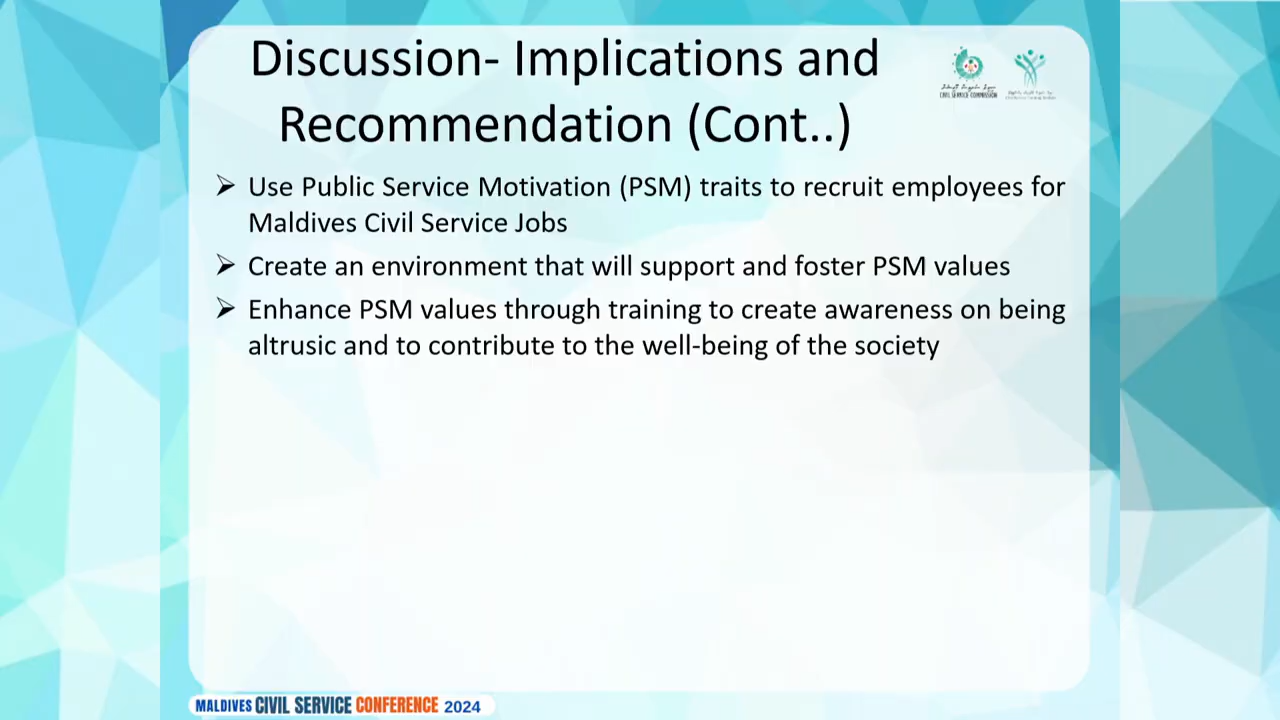 Discussion- Implications and
Recommendation (Cont..)
CIVIL SERVICE COMMISSION
➢ Use Public Service Motivation (PSM) traits to recruit employees for
Maldives Civil Service Jobs
➢ Create an environment that will support and foster PSM values
➢ Enhance PSM values through training to create awareness on being
altrusic and to contribute to the well-being of the society
MALDIVES CIVIL SERVICE CONFERENCE 2024